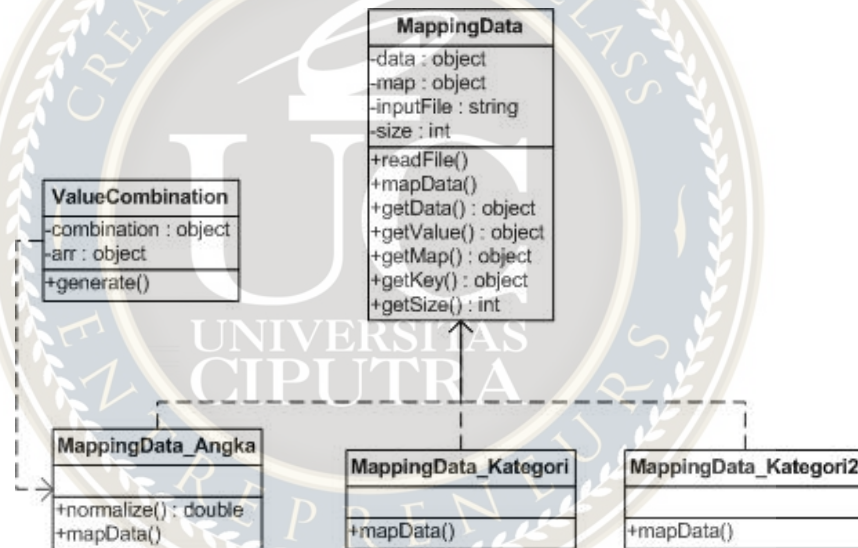 MappingData
-data : object
-map : object
-inputFile : string
-size : int
+readFile()
+mapData()
+getData() : object
+getValue() : object
+getMap() : object
+getKey() : object
+getSize() : int
ValueCombination
-combination : object
-arr : object
+generate()
UNIVERSITAS
CIPUTRA
MappingData_Angka
+normalize() : double
+mapData()
MappingData_Kategori
+mapData()
MappingData_Kategori2
+mapData()
ENTREPRENEURS